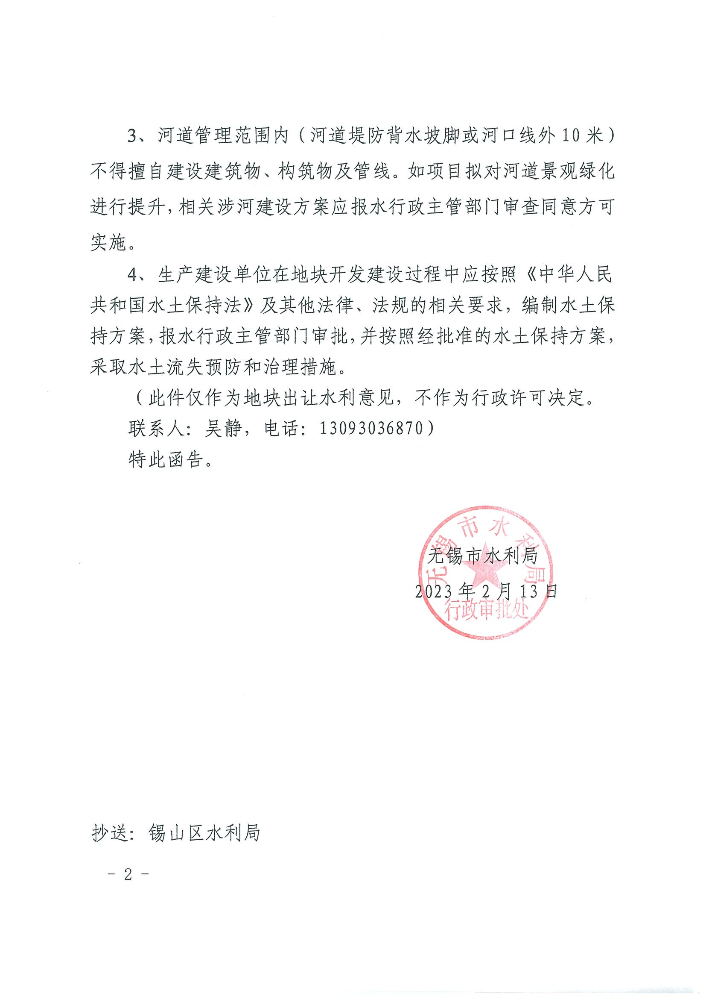 3、河道管理范围内（河道堤防背水坡脚或河口线外10米）
不得擅自建设建筑物、构筑物及管线。如项目拟对河道景观绿化
进行提升，相关涉河建设方案应报水行政主管部门审查同意方可
实施。
4、生产建设单位在地块开发建设过程中应按照《中华人民
共和国水土保持法》及其他法律、法规的相关要求，编制水土保
持方案，报水行政主管部门审批，并按照经批准的水土保持方案，
采取水土流失预防和治理措施。
（此件仅作为地块出让水利意见，不作为行政许可决定。
联系人：吴静，电话：13093036870）
特此函告。
无锡市水利局
无锡市水利局
2023年2月13日
行政审批处
抄送：锡山区水利局
- 2 -